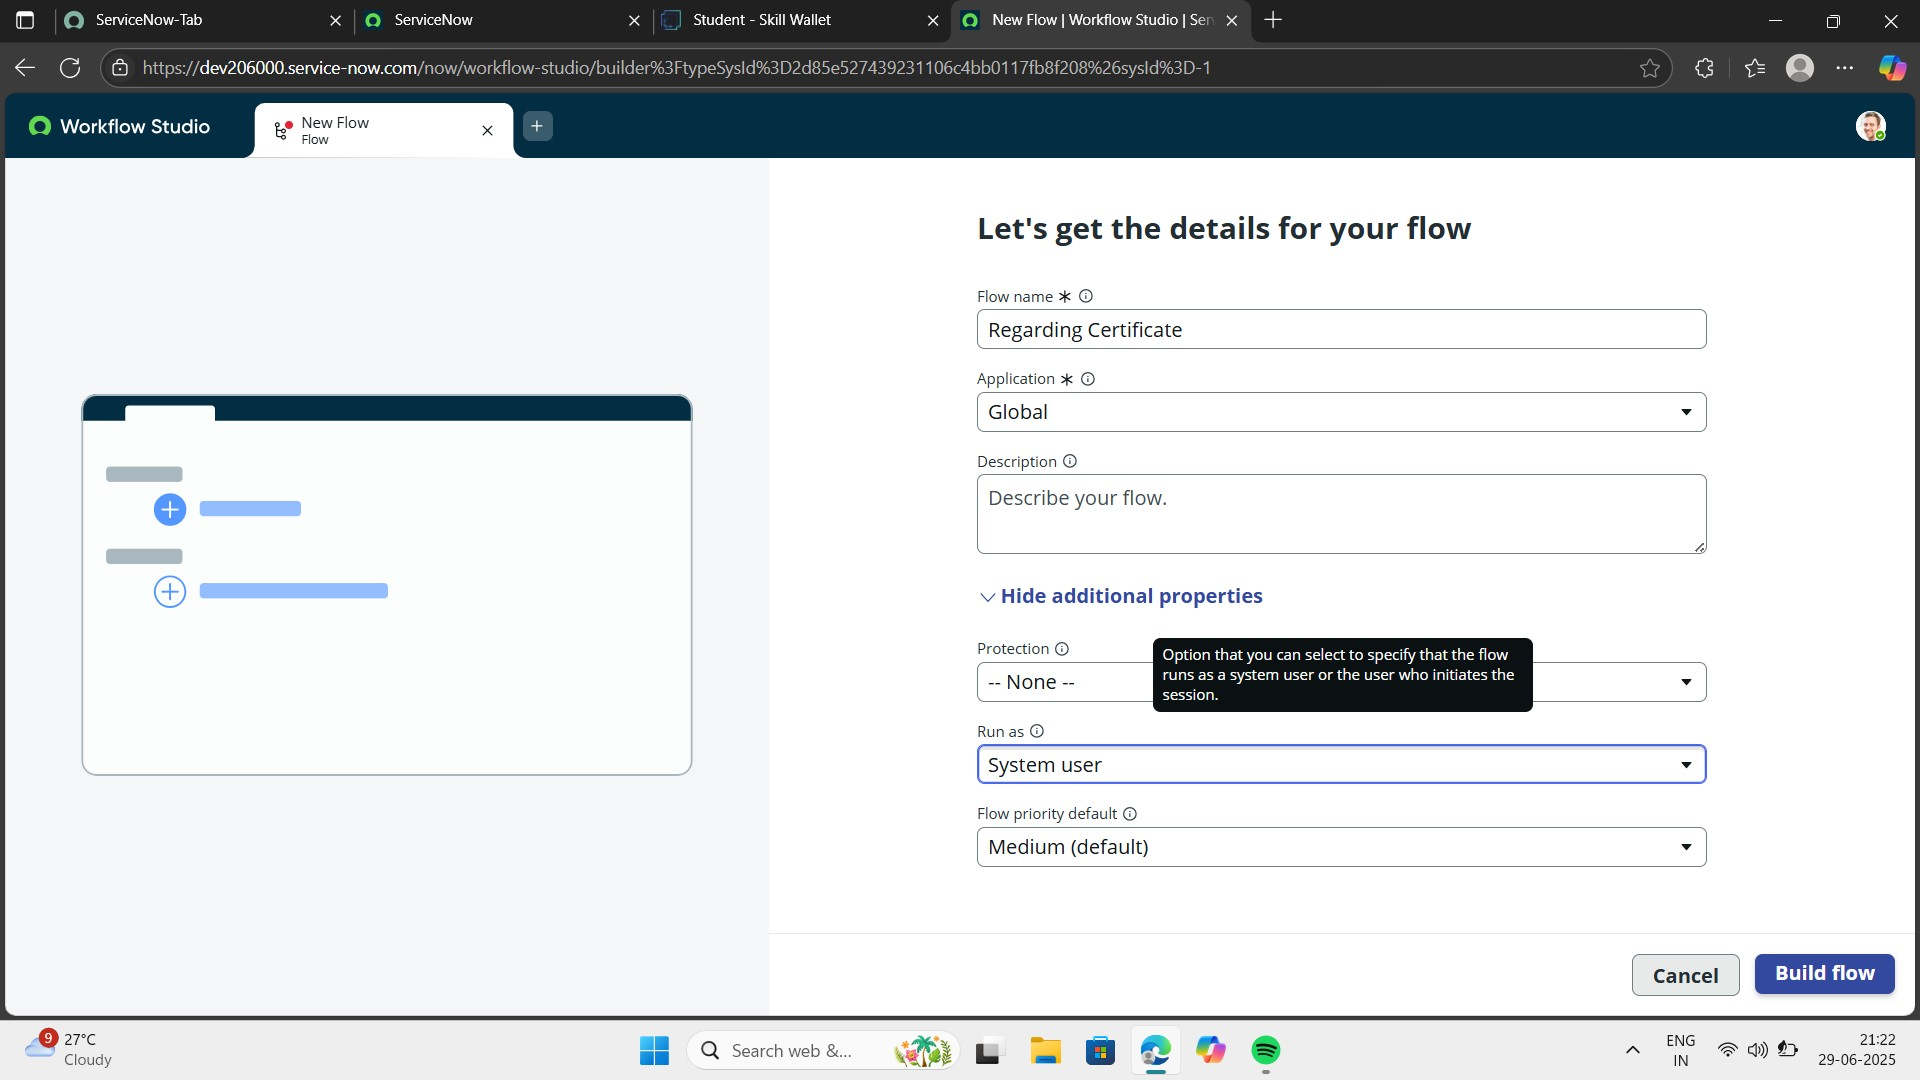 ServiceNow-Tab
ServiceNow
Student - Skill Wallet
New Flow | Workflow Studio | Ser
https://dev206000.service-now.com/now/workflow-studio/builder%3FtypeSysId%3D2d85e527439231106c4bb0117fb8f208%26sysId%3D-1
Workflow Studio
New Flow
Flow
Let's get the details for your flow
Flow name *
Regarding Certificate
Application *
Global
Description
Describe your flow.
Hide additional properties
Protection
-- None --
Option that you can select to specify that the flow
runs as a system user or the user who initiates the
session.
Run as
System user
Flow priority default
Medium (default)
Cancel
Build flow
9
27°C
Cloudy
Search web &...
ENG
IN
21:22
29-06-2025